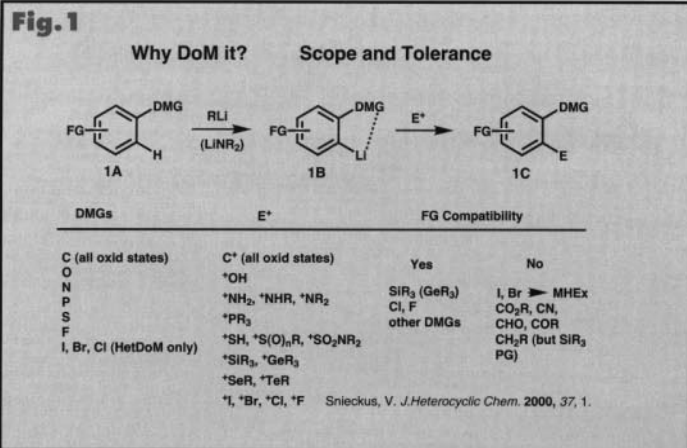 Fig.1
Why DoM it? Scope and Tolerance
FG DMG H 1A
RLi
(LiNR₂)
FG DMG Li 1B
E⁺
FG DMG E 1C
DMGs E⁺ FG Compatibility
C (all oxid states)
O
N
P
S
F
I, Br, Cl (HetDoM only)
C⁺ (all oxid states)
⁺OH
⁺NH₂, ⁺NHR, ⁺NR₂
⁺PR₃
⁺SH, ⁺S(O)ₙR, ⁺SO₂NR₂
⁺SiR₃, ⁺GeR₃
⁺SeR, ⁺TeR
⁺I, ⁺Br, ⁺Cl, ⁺F
Yes
SiR₃ (GeR₃)
Cl, F
other DMGs
No
I, Br ➤ MHEx
CO₂R, CN,
CHO, COR
CH₂R (but SiR₃
PG)
Snieckus, V. J.Heterocyclic Chem. 2000, 37, 1.